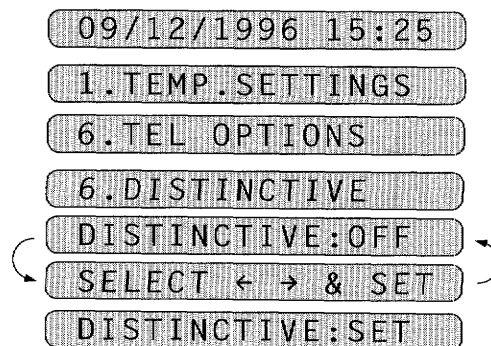 09/12/1996 15:25
1.TEMP.SETTINGS
6.TEL OPTIONS
6.DISTINCTIVE
DISTINCTIVE:OFF
SELECT ← → & SET
DISTINCTIVE:SET